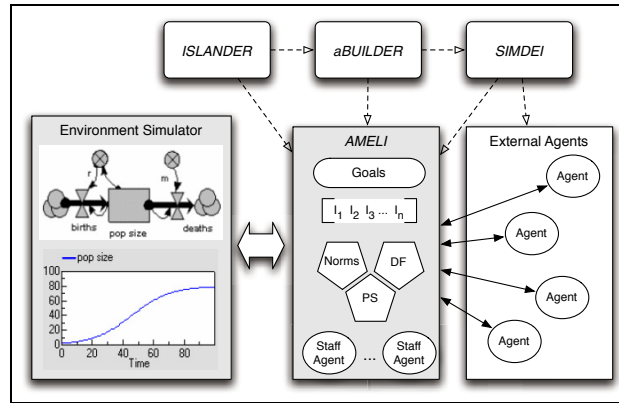 ISLANDER
aBUILDER
SIMDEI
Environment Simulator
r
m
births
pop size
deaths
pop size
100
80
60
40
20
0
0 20 40 60 80
Time
AMELI
Goals
I1 I2 I3 ... In
Norms
DF
PS
Staff Agent
...
Staff Agent
External Agents
Agent
Agent
Agent
Agent